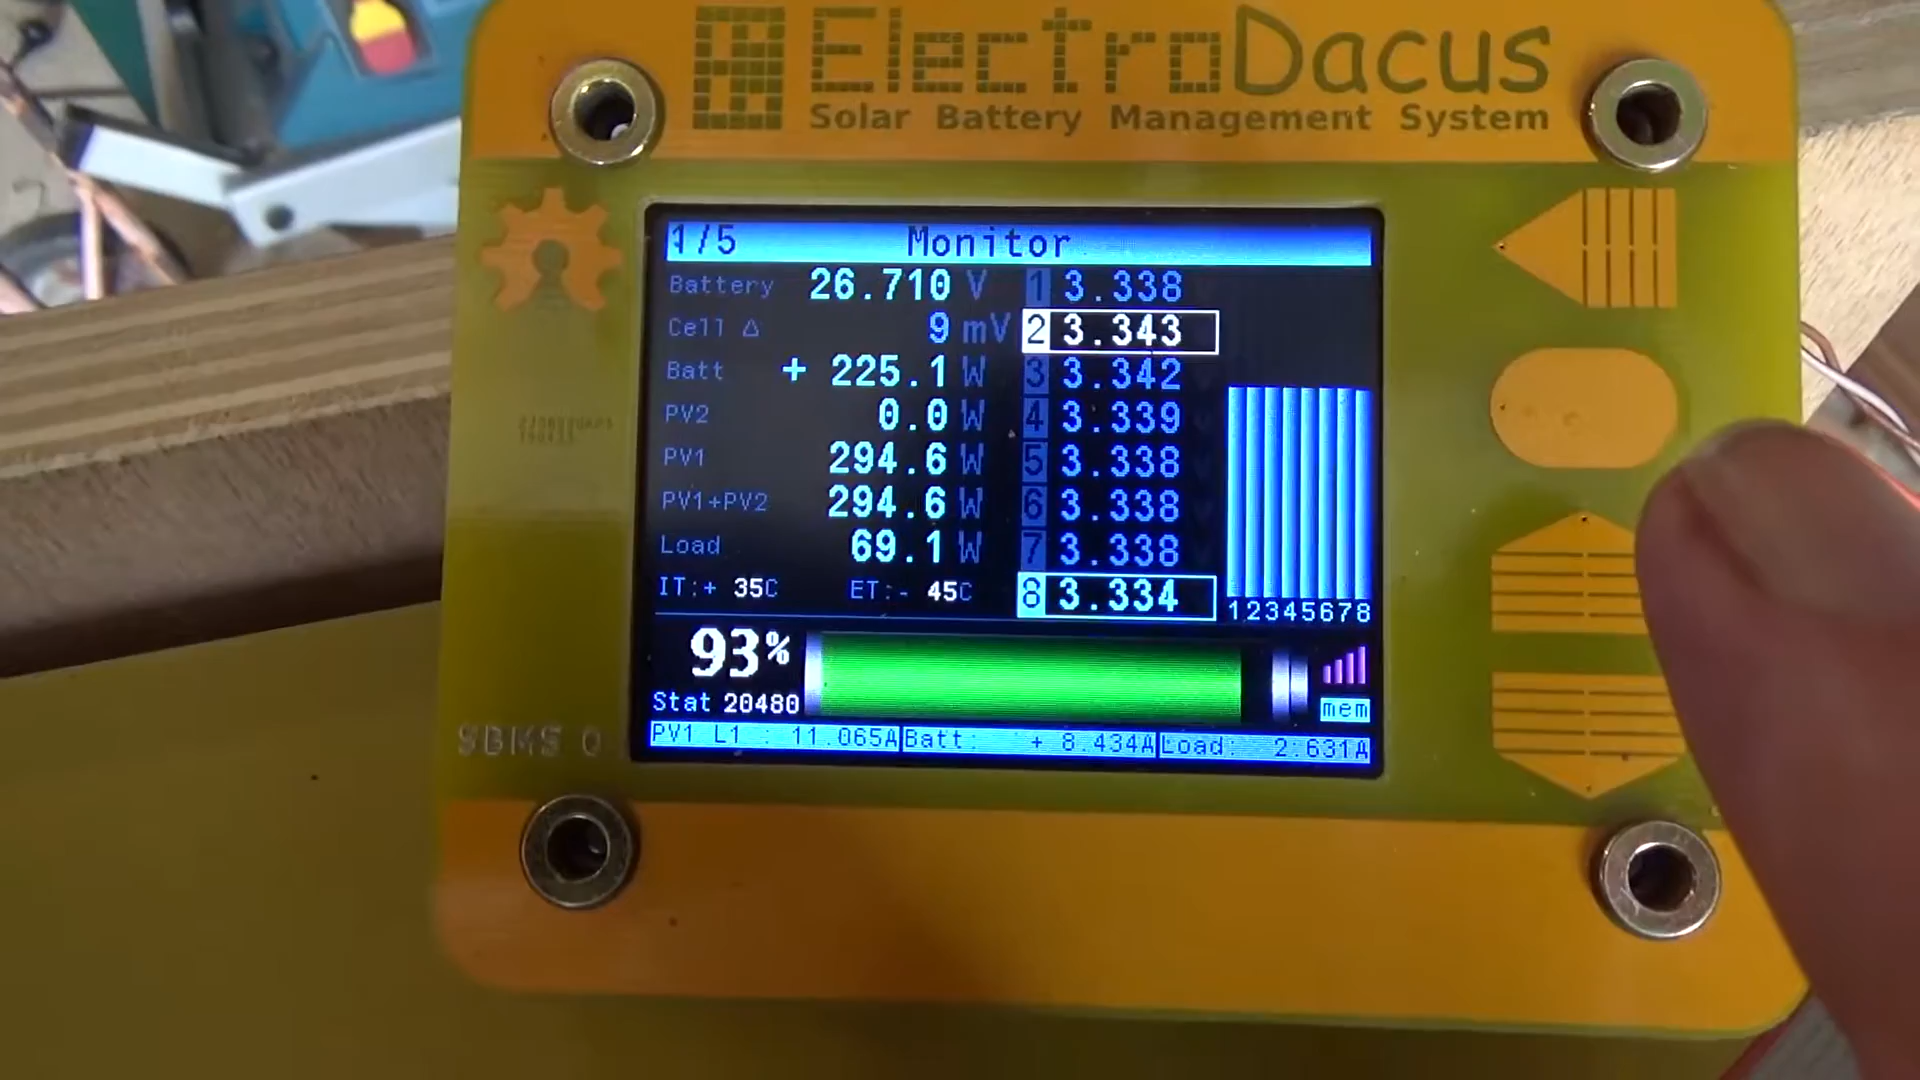 ElectroDacus
Solar Battery Management System
1/5 Monitor
Battery 26.710 V 1 3.338
Cell Δ 9 mV 2 3.343
Batt + 225.1 W 3 3.342
PV2 0.0 W 4 3.339
PV1 294.6 W 5 3.338
PV1+PV2 294.6 W 6 3.338
Load 69.1 W 7 3.338
IT:+ 35C ET:- 45C 8 3.334
12345678
93%
Stat 20480
mem
PV1 L1 : 11.065A Batt: + 8.434A Load: 2.631A
SBMS 0